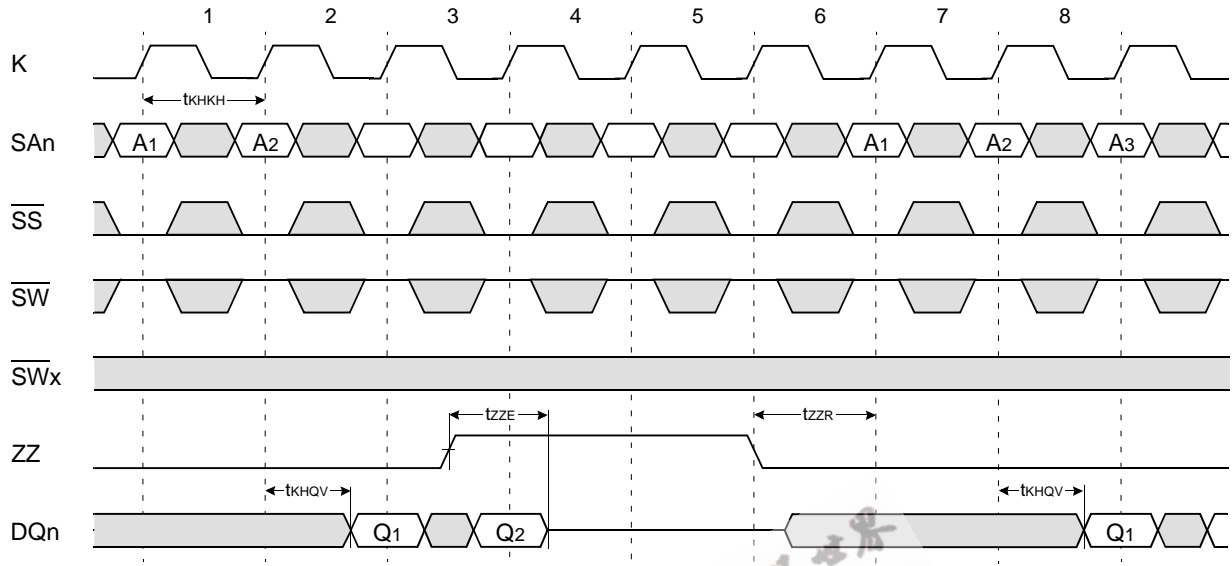 1 2 3 4 5 6 7 8
K
tKHKH
SAn A1 A2 A1 A2 A3
SS
SW
SWx
tZZE tZZR
ZZ
tKHQV tKHQV
DQn Q1 Q2 Q1